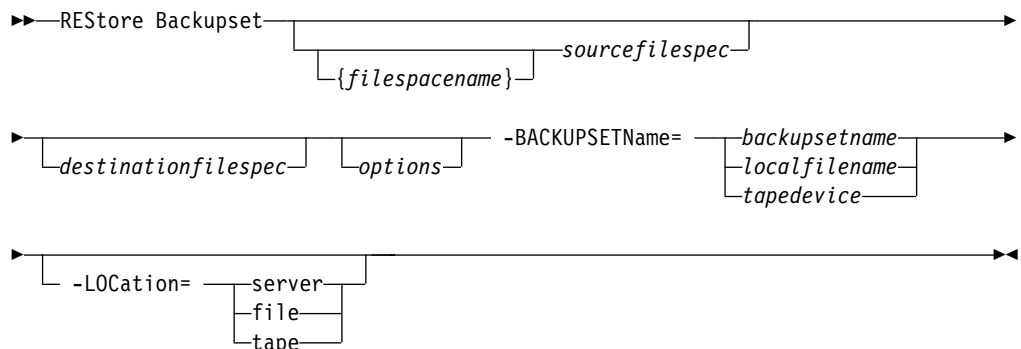 REStore Backupset
sourcefilespec
{filespacename}
-BACKUPSETName= backupsetname
destinationfilespec options localfilename
tapedevice
-LOCation= server
file
tape